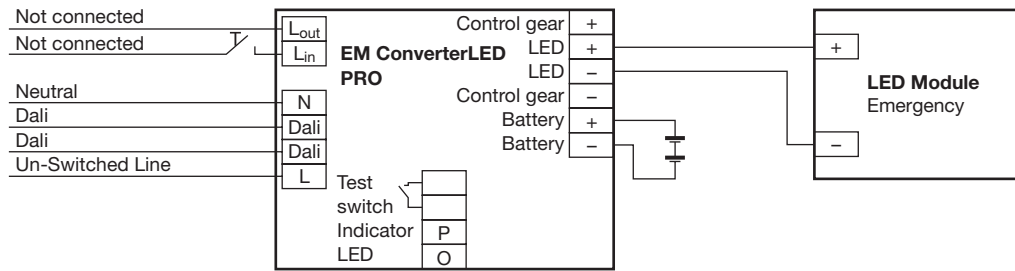 Not connected
Not connected
Neutral
Dali
Dali
Un-Switched Line
Lout
Lin
N
Dali
Dali
L
EM ConverterLED
PRO
Test
switch
Indicator P
LED O
Control gear +
LED +
LED –
Control gear –
Battery +
Battery –
+
–
LED Module
Emergency